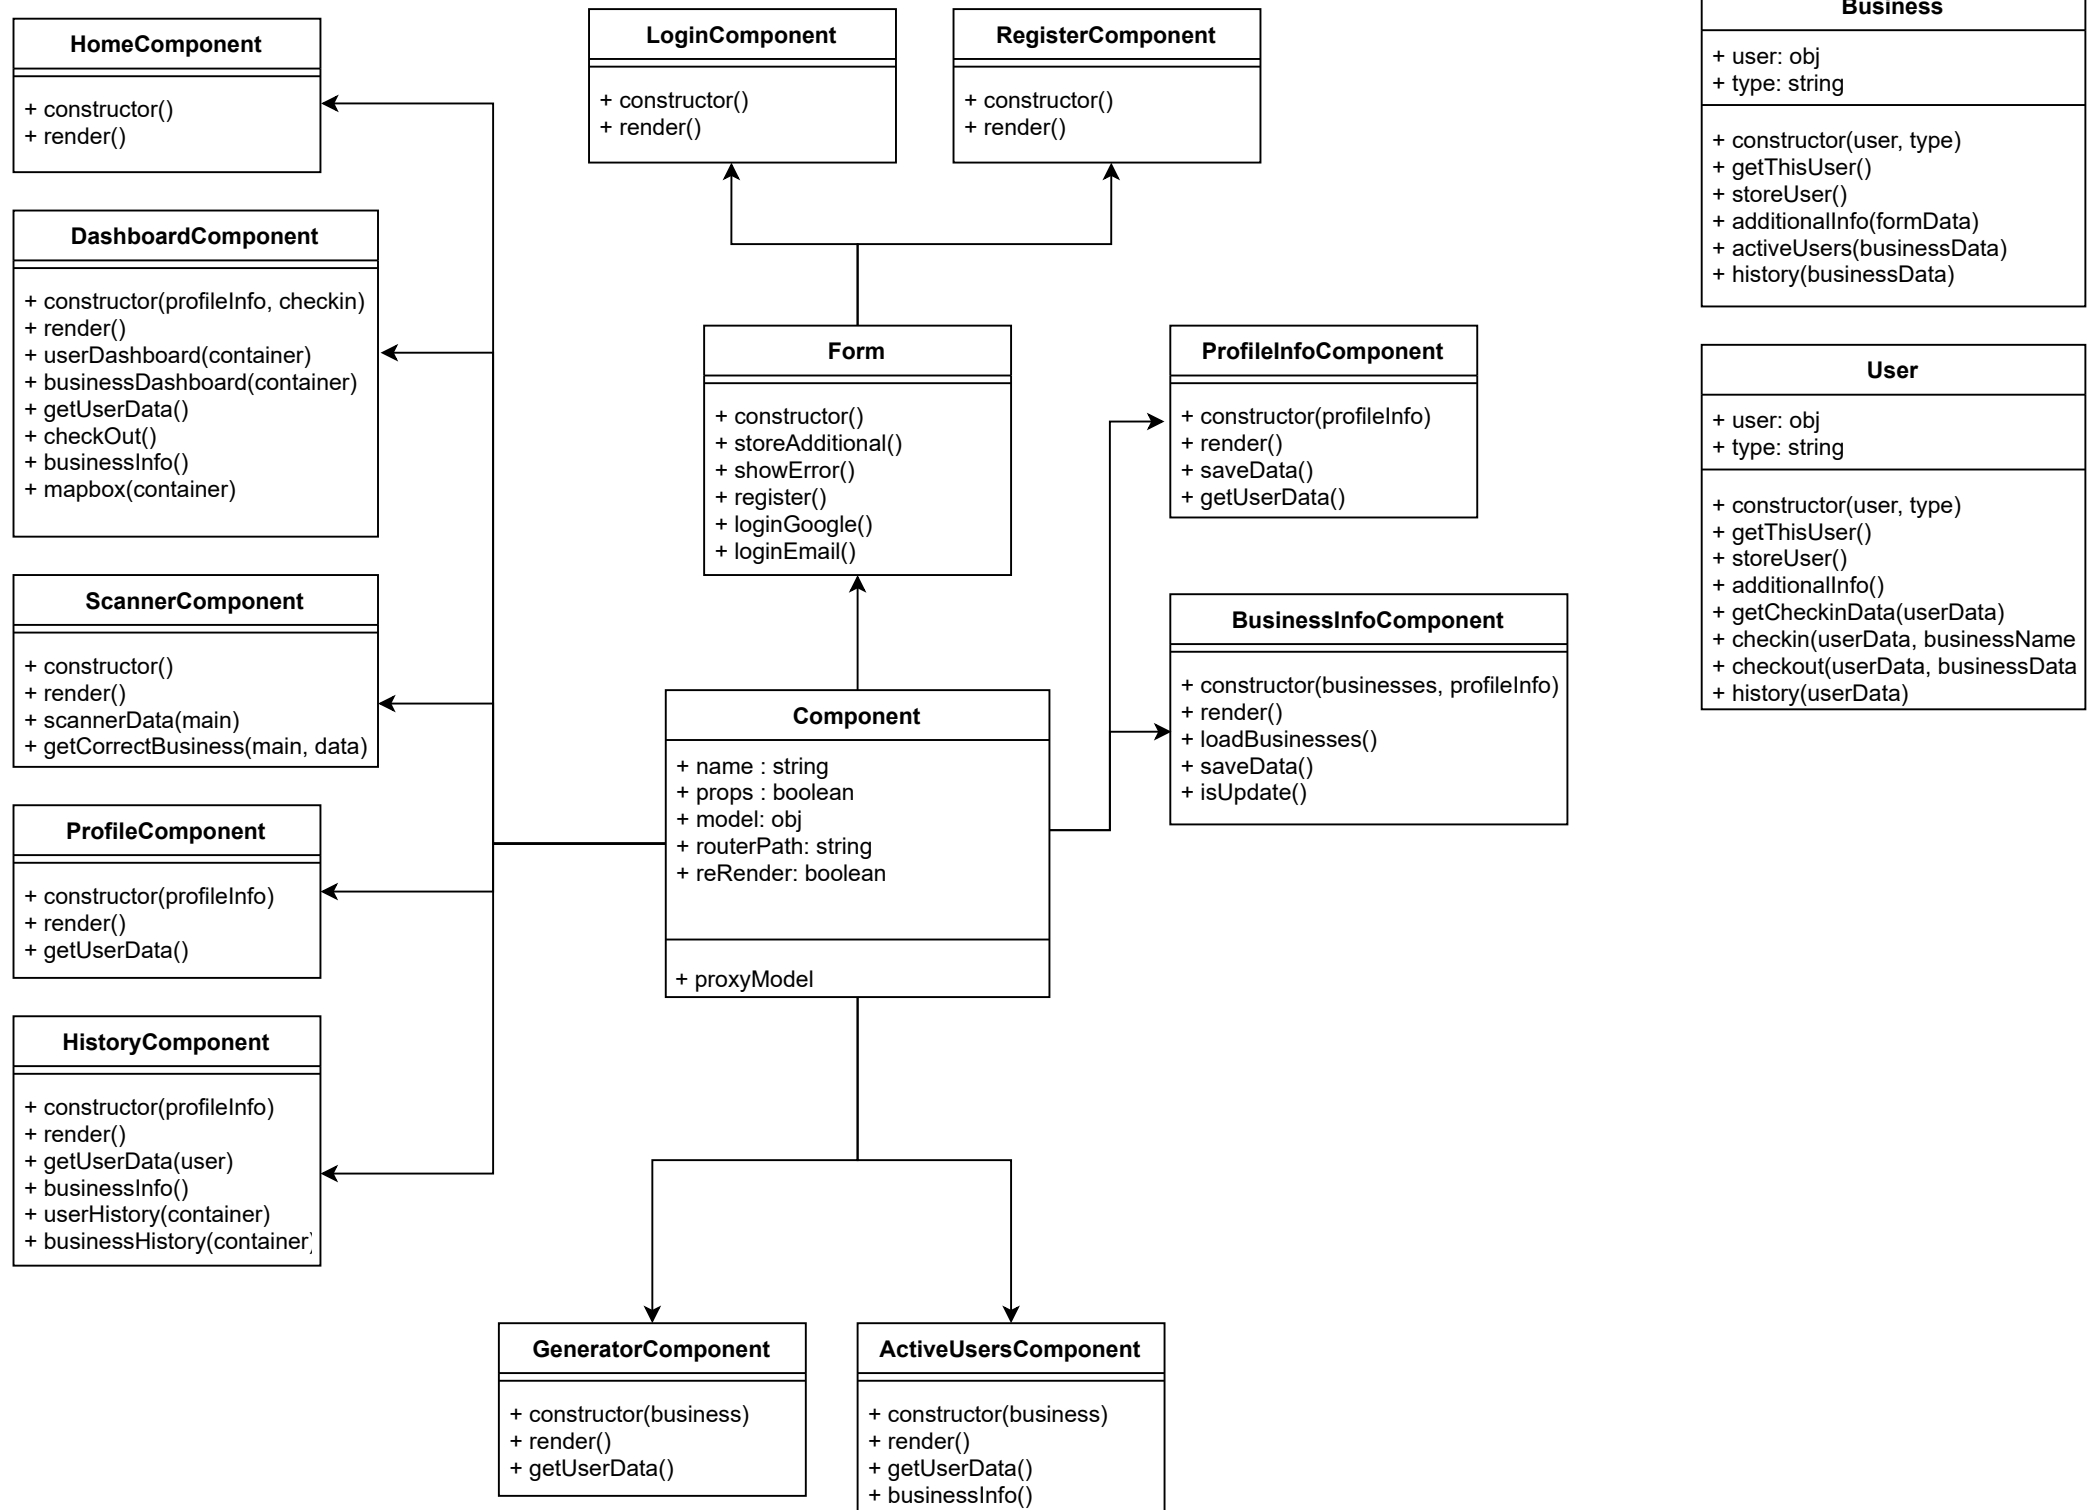 HomeComponent
+ constructor()
+ render()
DashboardComponent
+ constructor(profileInfo, checkin)
+ render()
+ userDashboard(container)
+ businessDashboard(container)
+ getUserData()
+ checkOut()
+ businessInfo()
+ mapbox(container)
ScannerComponent
+ constructor()
+ render()
+ scannerData(main)
+ getCorrectBusiness(main, data)
ProfileComponent
+ constructor(profileInfo)
+ render()
+ getUserData()
HistoryComponent
+ constructor(profileInfo)
+ render()
+ getUserData(user)
+ businessInfo()
+ userHistory(container)
+ businessHistory(container)
LoginComponent
+ constructor()
+ render()
RegisterComponent
+ constructor()
+ render()
Form
+ constructor()
+ storeAdditional()
+ showError()
+ register()
+ loginGoogle()
+ loginEmail()
ProfileInfoComponent
+ constructor(profileInfo)
+ render()
+ saveData()
+ getUserData()
BusinessInfoComponent
+ constructor(businesses, profileInfo)
+ render()
+ loadBusinesses()
+ saveData()
+ isUpdate()
Component
+ name : string
+ props : boolean
+ model: obj
+ routerPath: string
+ reRender: boolean
+ proxyModel
GeneratorComponent
+ constructor(business)
+ render()
+ getUserData()
ActiveUsersComponent
+ constructor(business)
+ render()
+ getUserData()
+ businessInfo()
Business
+ user: obj
+ type: string
+ constructor(user, type)
+ getThisUser()
+ storeUser()
+ additionalInfo(formData)
+ activeUsers(businessData)
+ history(businessData)
User
+ user: obj
+ type: string
+ constructor(user, type)
+ getThisUser()
+ storeUser()
+ additionalInfo()
+ getCheckinData(userData)
+ checkin(userData, businessName
+ checkout(userData, businessData
+ history(userData)